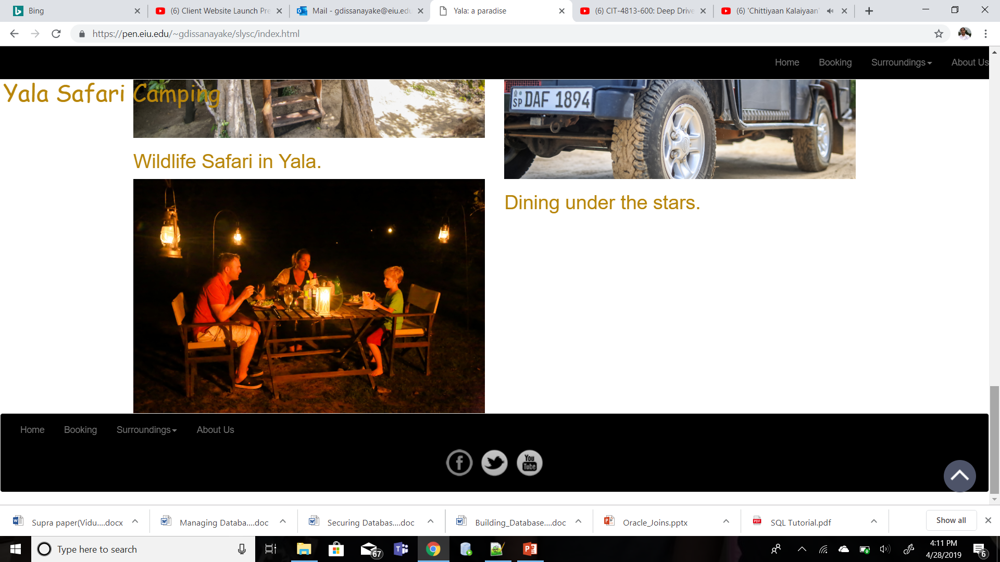 Bing
(6) Client Website Launch Pre
Mail - gdissanayake@eiu.edu
Yala: a paradise
(6) CIT-4813-600: Deep Drive
(6) 'Chittiyaan Kalaiyaan'
https://pen.eiu.edu/~gdissanayake/slysc/index.html
Home Booking Surroundings About Us
Yala Safari Camping
SP DAF 1894
Wildlife Safari in Yala.
Dining under the stars.
Home Booking Surroundings About Us
f
You
Tube
Supra paper(Vidu....docx
Managing Databa....doc
Securing Databas....doc
Building_Database....doc
Oracle_Joins.pptx
PDF
SQL Tutorial.pdf
Show all
Type here to search
67
4:11 PM
4/28/2019
6